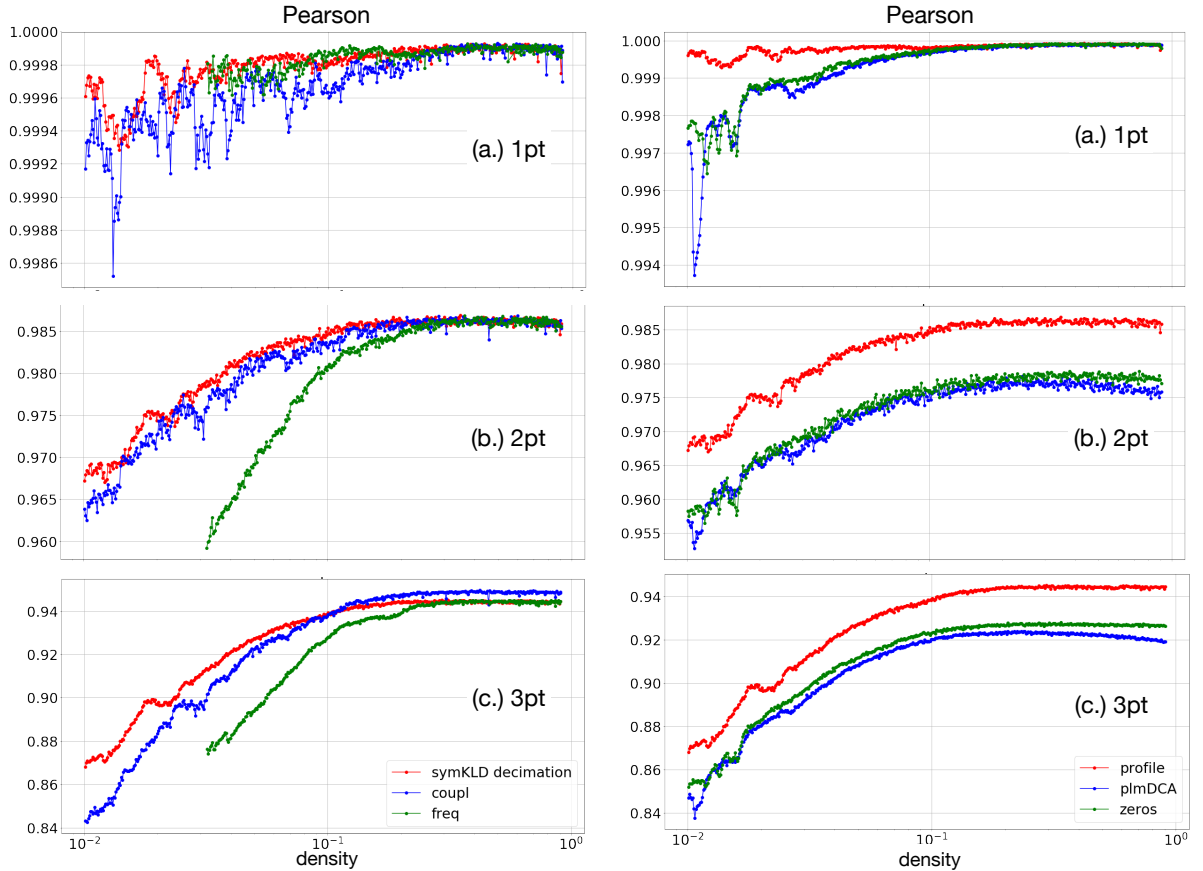 Pearson
1.0000
0.9998
0.9996
0.9994
0.9992
0.9990
0.9988
0.9986
(a.) 1pt
0.985
0.980
0.975
0.970
0.965
0.960
(b.) 2pt
0.94
0.92
0.90
0.88
0.86
0.84
(c.) 3pt
symKLD decimation
coupl
freq
10⁻² 10⁻¹ 10⁰
density
Pearson
1.000
0.999
0.998
0.997
0.996
0.995
0.994
(a.) 1pt
0.985
0.980
0.975
0.970
0.965
0.960
0.955
(b.) 2pt
0.94
0.92
0.90
0.88
0.86
0.84
(c.) 3pt
profile
plmDCA
zeros
10⁻² 10⁻¹ 10⁰
density